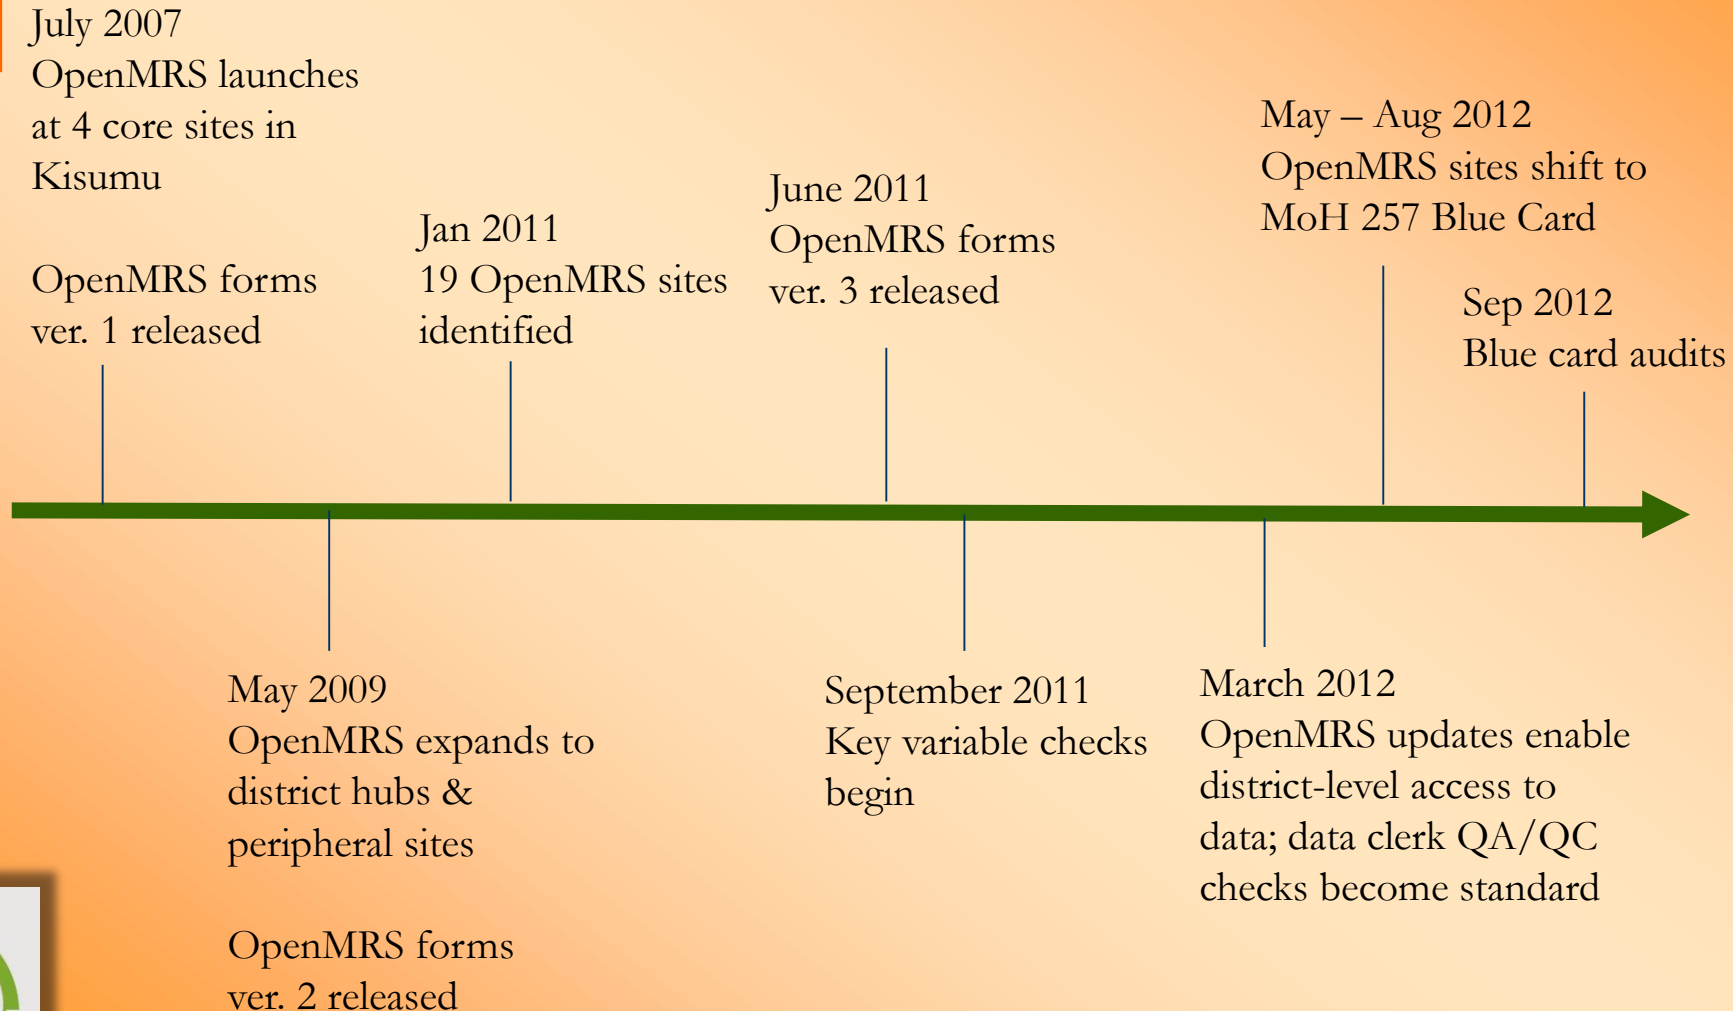 July 2007
OpenMRS launches
at 4 core sites in
Kisumu
OpenMRS forms
ver. 1 released
Jan 2011
19 OpenMRS sites
identified
June 2011
OpenMRS forms
ver. 3 released
May – Aug 2012
OpenMRS sites shift to
MoH 257 Blue Card
Sep 2012
Blue card audits
May 2009
OpenMRS expands to
district hubs &
peripheral sites
OpenMRS forms
ver. 2 released
September 2011
Key variable checks
begin
March 2012
OpenMRS updates enable
district-level access to
data; data clerk QA/QC
checks become standard